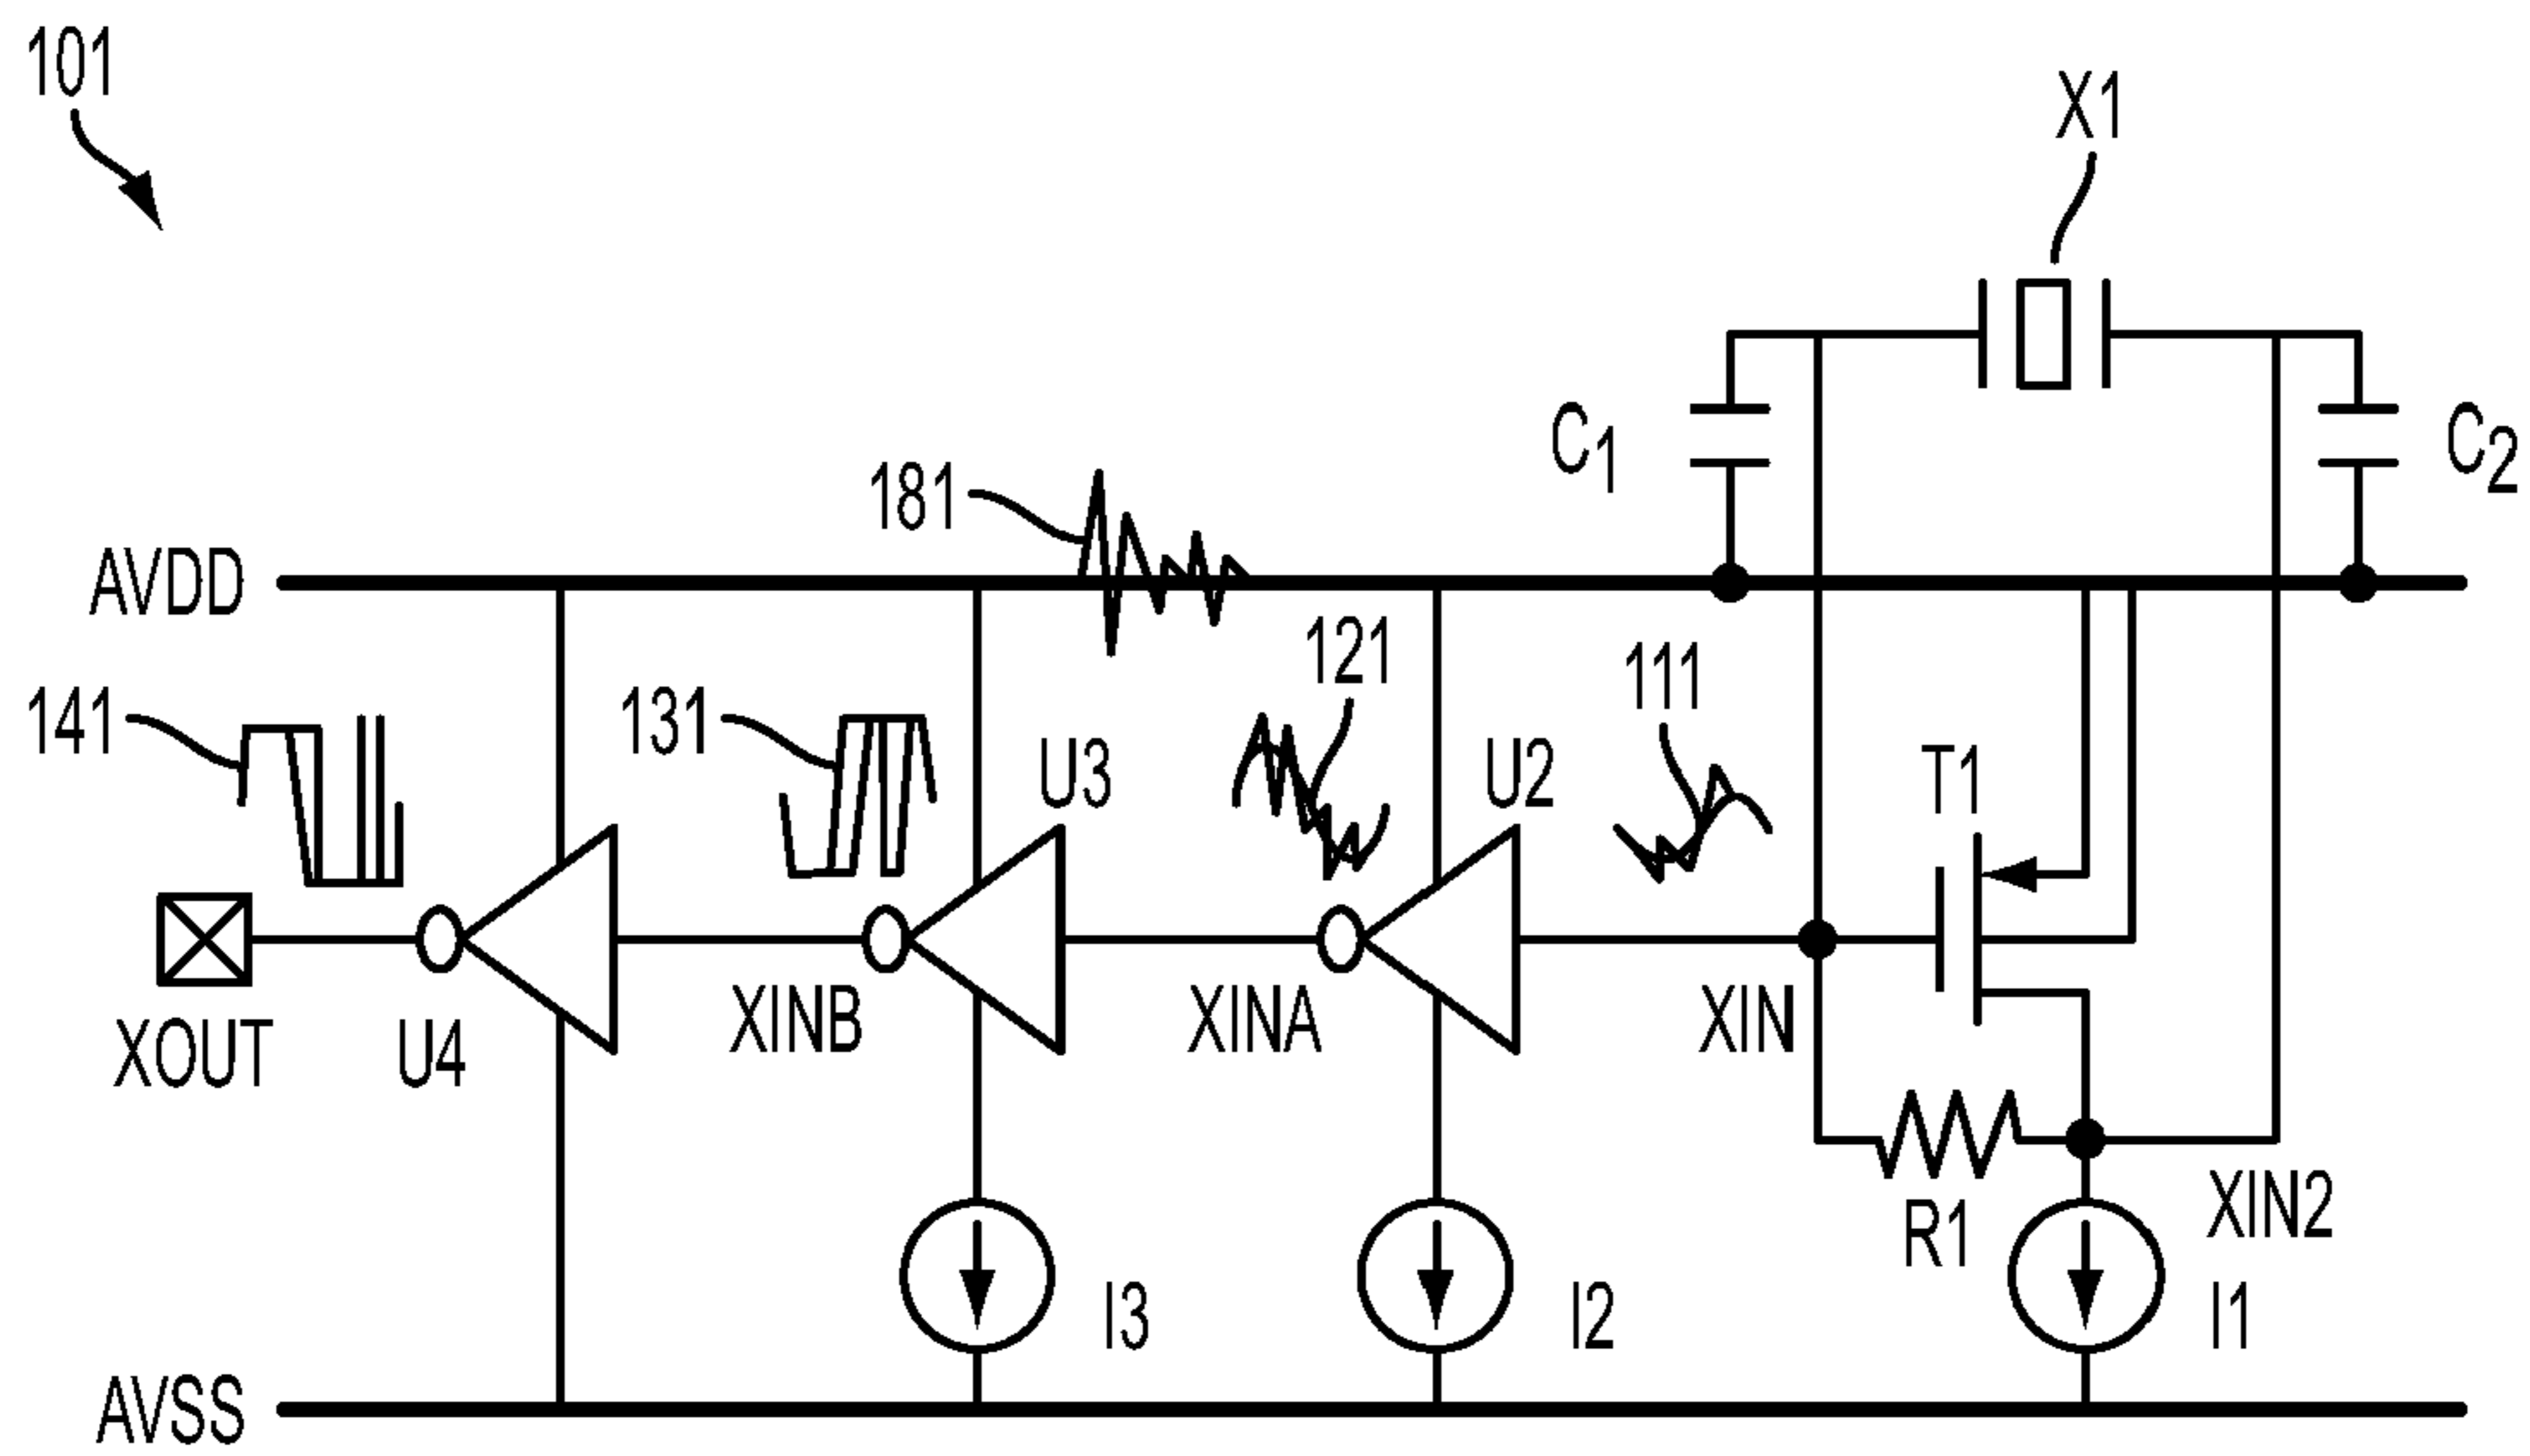 101
X1
C1
C2
181
AVDD
121
111
141
131
U3
U2
T1
XOUT
U4
XINB
XINA
XIN
R1
XIN2
I3
I2
I1
AVSS